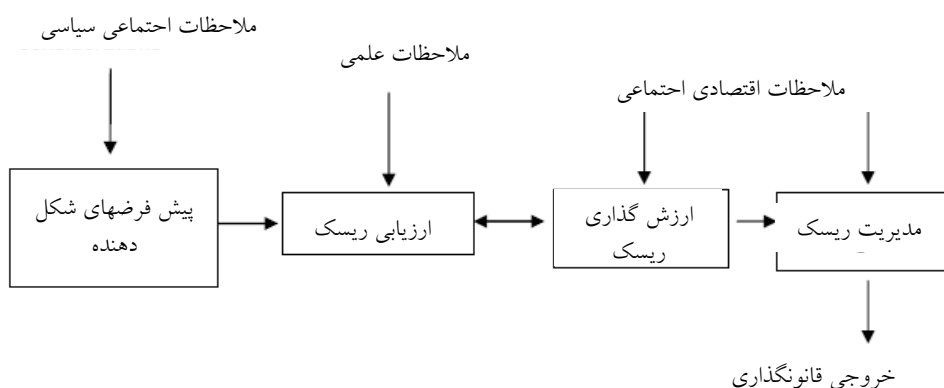 ملاحظات احتماعی سیاسی
ملاحظات علمی
ملاحظات اقتصادی احتماعی
پیش فرضهای شکل
دهنده
ارزیابی ریسک
ارزش گذاری
ریسک
مدیریت ریسک
خروجی قانونگذاری